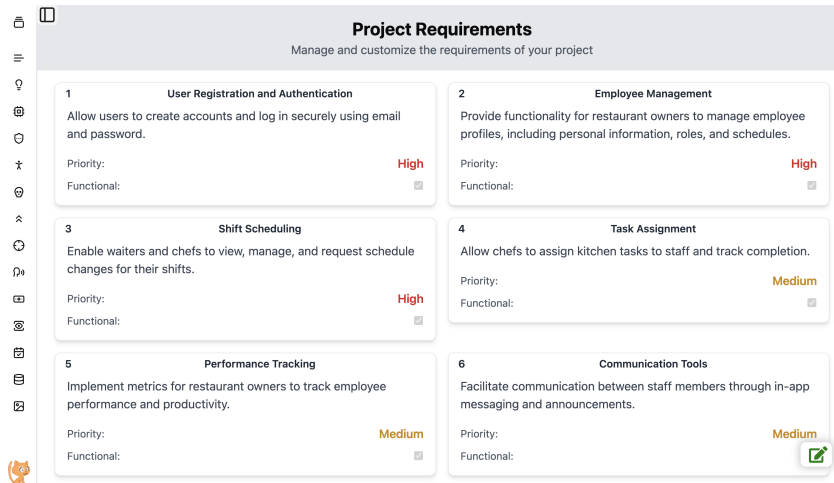 Project Requirements
Manage and customize the requirements of your project
1 User Registration and Authentication
Allow users to create accounts and log in securely using email
and password.
Priority: High
Functional:
2 Employee Management
Provide functionality for restaurant owners to manage employee
profiles, including personal information, roles, and schedules.
Priority: High
Functional:
3 Shift Scheduling
Enable waiters and chefs to view, manage, and request schedule
changes for their shifts.
Priority: High
Functional:
4 Task Assignment
Allow chefs to assign kitchen tasks to staff and track completion.
Priority: Medium
Functional:
5 Performance Tracking
Implement metrics for restaurant owners to track employee
performance and productivity.
Priority: Medium
Functional:
6 Communication Tools
Facilitate communication between staff members through in-app
messaging and announcements.
Priority: Medium
Functional: